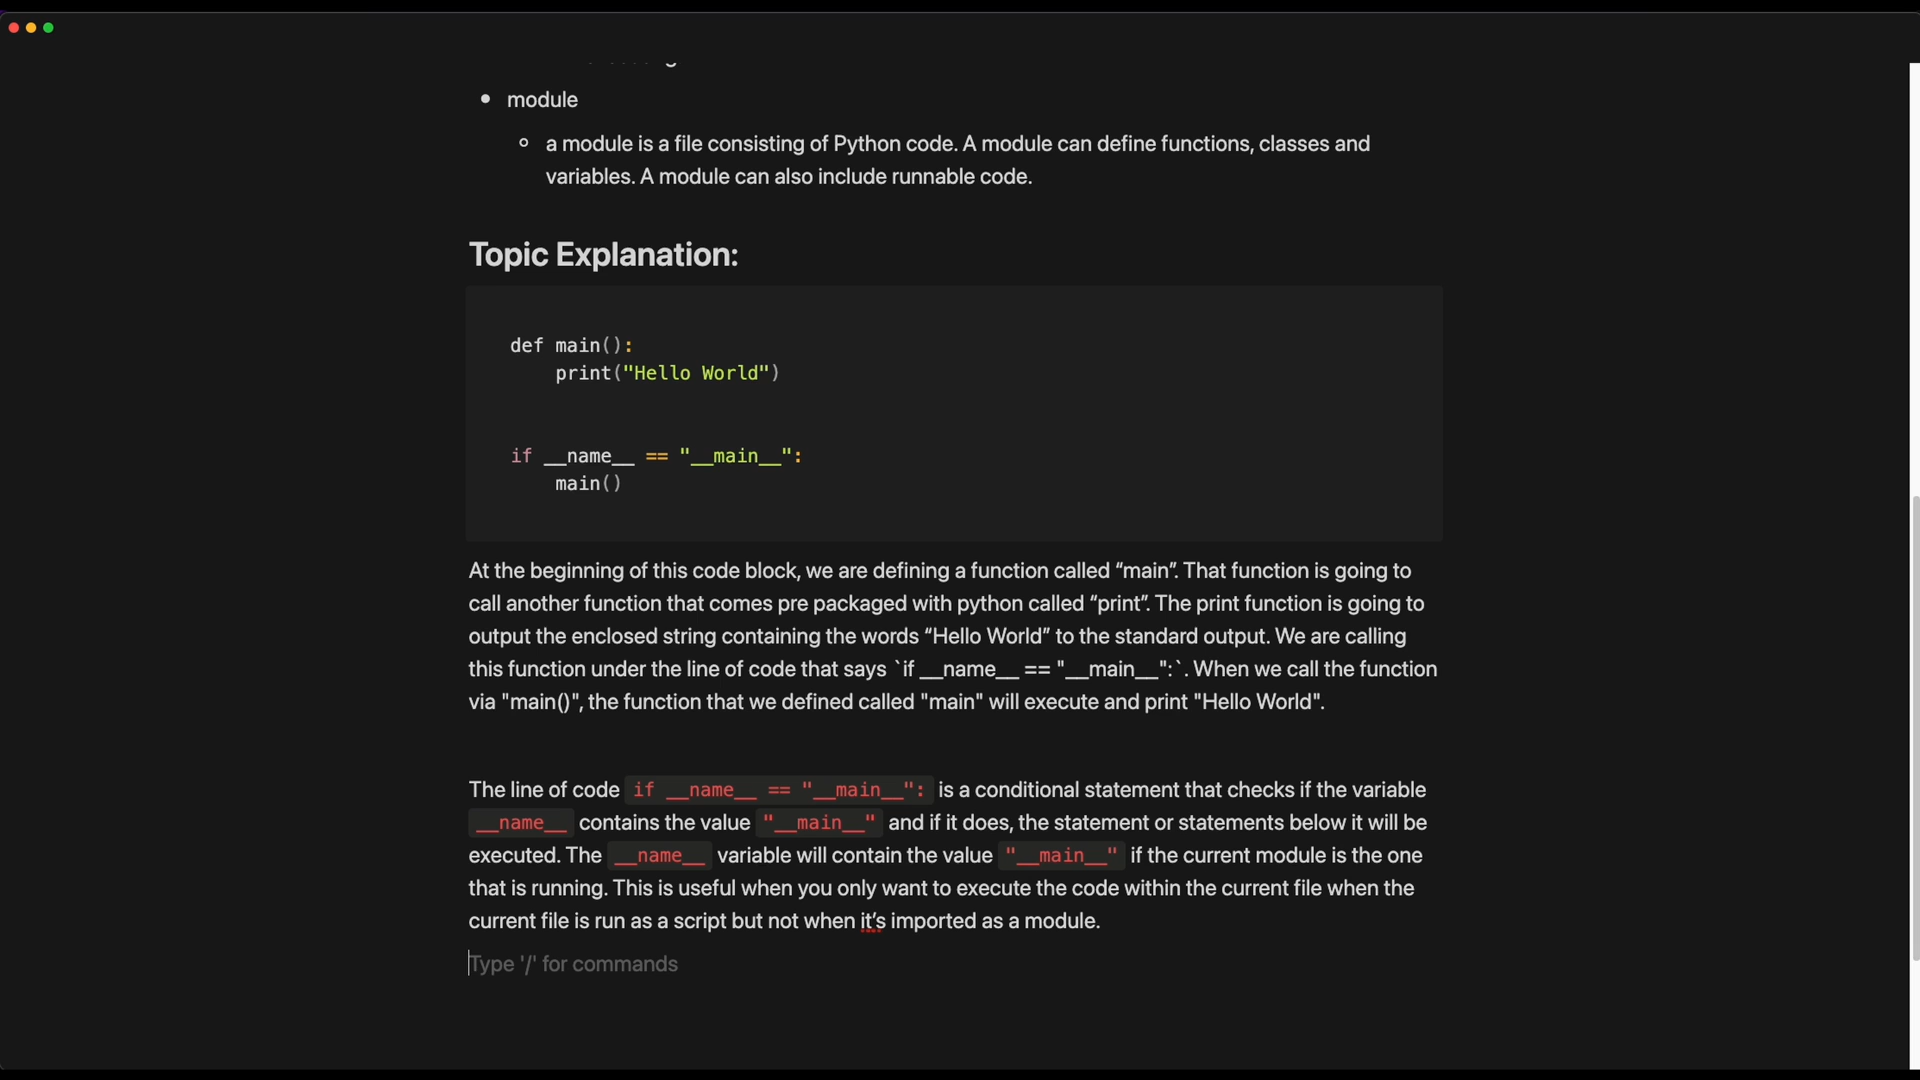 module
a module is a file consisting of Python code. A module can define functions, classes and
variables. A module can also include runnable code.
Topic Explanation:
def main():
    print("Hello World")
if __name__ == "__main__":
    main()
At the beginning of this code block, we are defining a function called “main”. That function is going to
call another function that comes pre packaged with python called “print”. The print function is going to
output the enclosed string containing the words “Hello World” to the standard output. We are calling
this function under the line of code that says `if __name__ == "__main__":`. When we call the function
via "main()", the function that we defined called "main" will execute and print "Hello World".
The line of code if __name__ == "__main__": is a conditional statement that checks if the variable
__name__ contains the value "__main__" and if it does, the statement or statements below it will be
executed. The __name__ variable will contain the value "__main__" if the current module is the one
that is running. This is useful when you only want to execute the code within the current file when the
current file is run as a script but not when it’s imported as a module.
Type '/' for commands